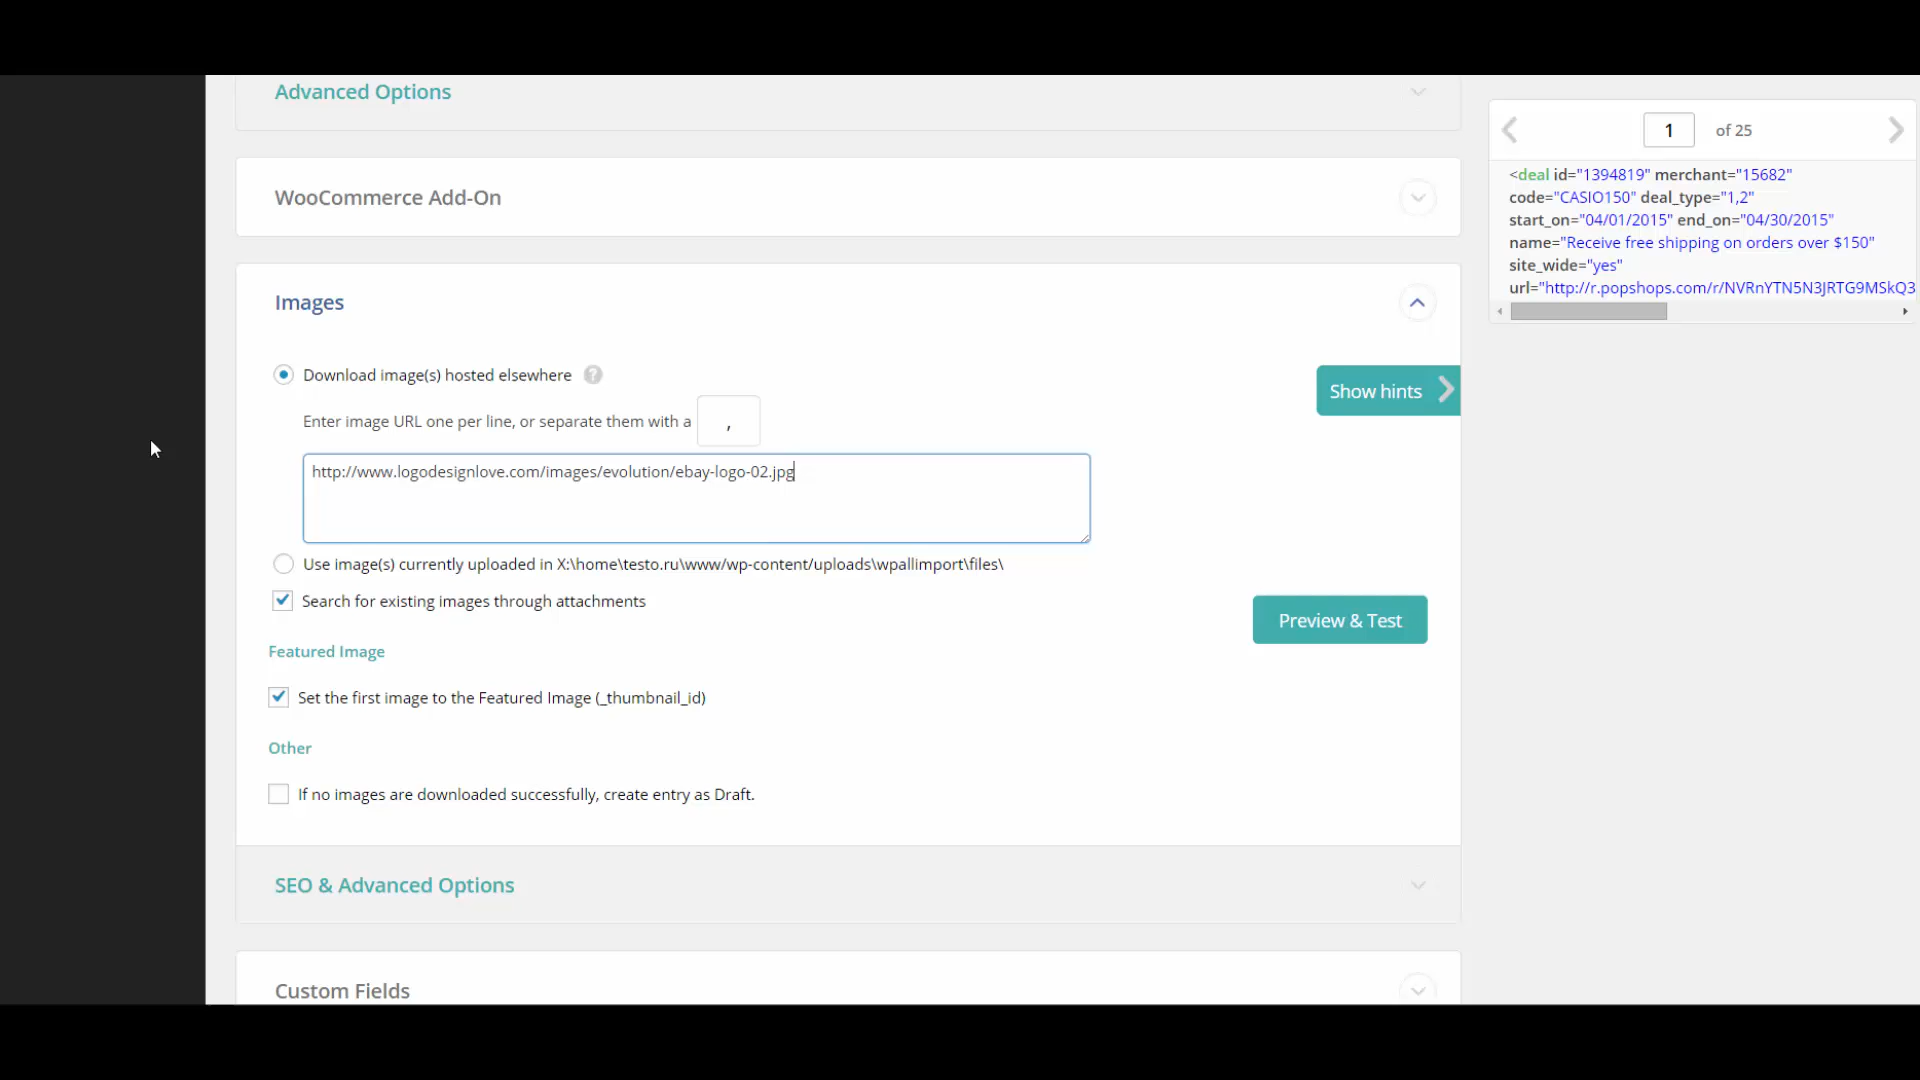 Advanced Options
WooCommerce Add-On
Images
Download image(s) hosted elsewhere ?
Enter image URL one per line, or separate them with a ,
http://www.logodesignlove.com/images/evolution/ebay-logo-02.jpg
Use image(s) currently uploaded in X:\home\testo.ru\www/wp-content/uploads\wpallimport\files\
Search for existing images through attachments
Show hints
Preview & Test
Featured Image
Set the first image to the Featured Image (_thumbnail_id)
Other
If no images are downloaded successfully, create entry as Draft.
SEO & Advanced Options
Custom Fields
1 of 25
<deal id="1394819" merchant="15682"
code="CASIO150" deal_type="1,2"
start_on="04/01/2015" end_on="04/30/2015"
name="Receive free shipping on orders over $150"
site_wide="yes"
url="http://r.popshops.com/r/NVRnYTN5N3JRTG9MSkQ3